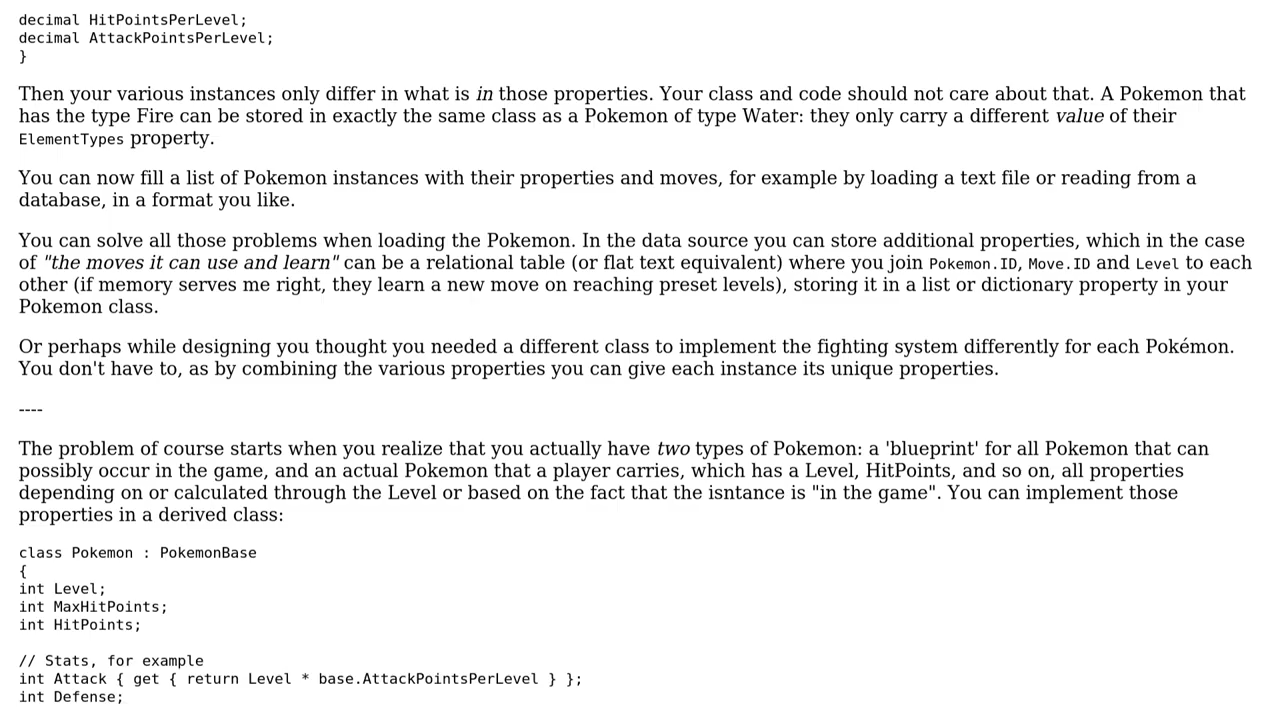 decimal HitPointsPerLevel;
decimal AttackPointsPerLevel;
}
Then your various instances only differ in what is in those properties. Your class and code should not care about that. A Pokemon that
has the type Fire can be stored in exactly the same class as a Pokemon of type Water: they only carry a different value of their
ElementTypes property.
You can now fill a list of Pokemon instances with their properties and moves, for example by loading a text file or reading from a
database, in a format you like.
You can solve all those problems when loading the Pokemon. In the data source you can store additional properties, which in the case
of "the moves it can use and learn" can be a relational table (or flat text equivalent) where you join Pokemon.ID, Move.ID and Level to each
other (if memory serves me right, they learn a new move on reaching preset levels), storing it in a list or dictionary property in your
Pokemon class.
Or perhaps while designing you thought you needed a different class to implement the fighting system differently for each Pokémon.
You don't have to, as by combining the various properties you can give each instance its unique properties.
----
The problem of course starts when you realize that you actually have two types of Pokemon: a 'blueprint' for all Pokemon that can
possibly occur in the game, and an actual Pokemon that a player carries, which has a Level, HitPoints, and so on, all properties
depending on or calculated through the Level or based on the fact that the isntance is "in the game". You can implement those
properties in a derived class:
class Pokemon : PokemonBase
{
int Level;
int MaxHitPoints;
int HitPoints;
// Stats, for example
int Attack { get { return Level * base.AttackPointsPerLevel } };
int Defense;